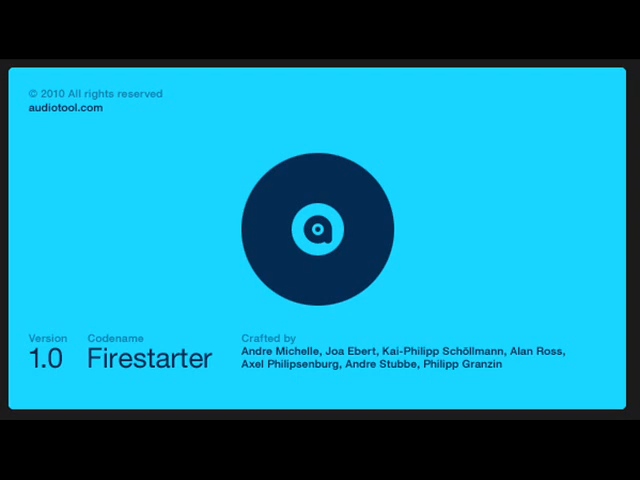 © 2010 All rights reserved
audiotool.com
Version
Codename
Crafted by
1.0
Firestarter
Andre Michelle, Joa Ebert, Kai-Philipp Schöllmann, Alan Ross,
Axel Philipsenburg, Andre Stubbe, Philipp Granzin